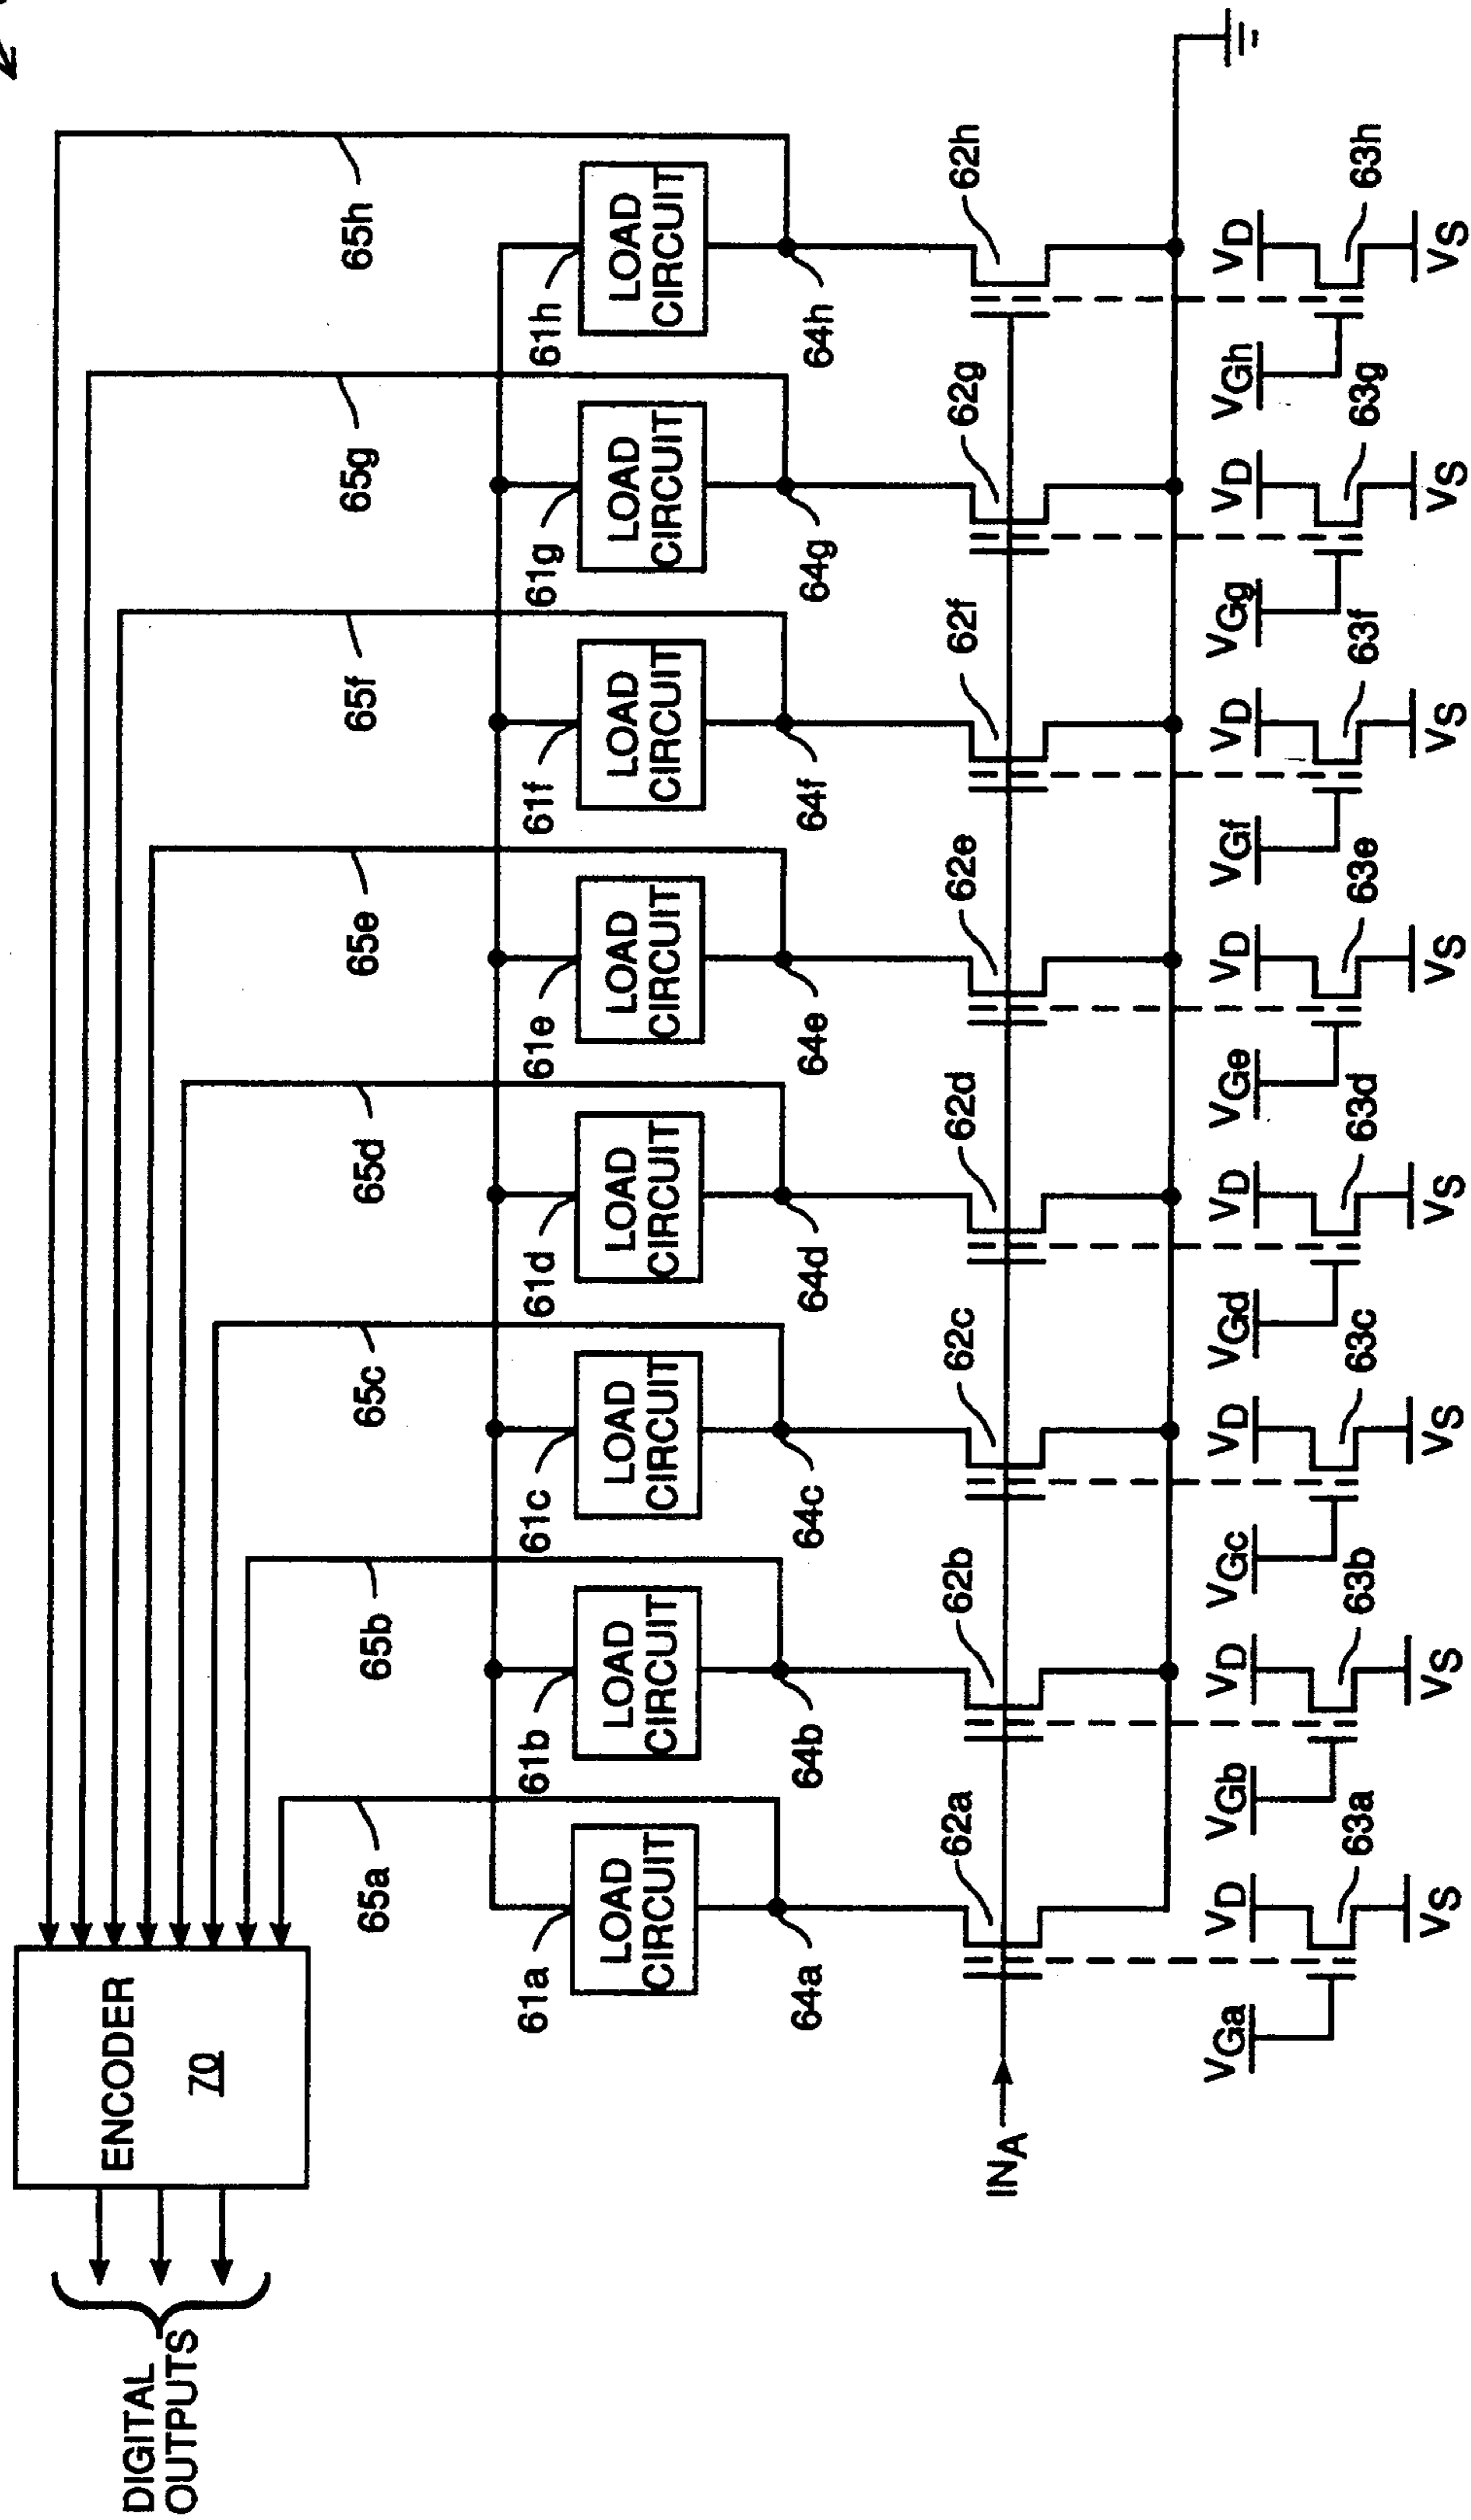 2
DIGITAL
OUTPUTS
ENCODER
70
65a
65b
65c
65d
65e
65f
65g
65h
61a
61b
61c
61d
61e
61f
61g
61h
LOAD
CIRCUIT
LOAD
CIRCUIT
LOAD
CIRCUIT
LOAD
CIRCUIT
LOAD
CIRCUIT
LOAD
CIRCUIT
LOAD
CIRCUIT
LOAD
CIRCUIT
64a
64b
64c
64d
64e
64f
64g
64h
62a
62b
62c
62d
62e
62f
62g
62h
INA
VGa
VD
VGb
VD
VGc
VD
VGd
VD
VGe
VD
VGf
VD
VGg
VD
VGh
VD
63a
63b
63c
63d
63e
63f
63g
63h
VS
VS
VS
VS
VS
VS
VS
VS